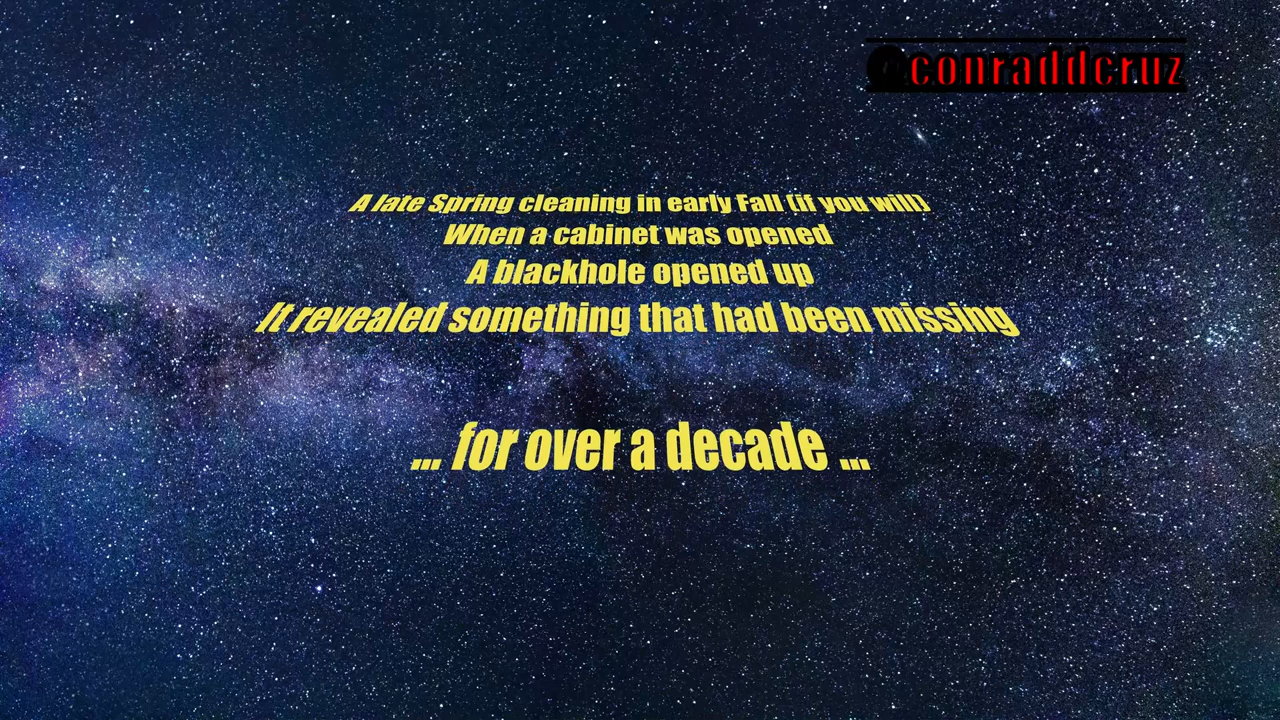 @conraddcruz
A late Spring cleaning in early Fall (if you will)
When a cabinet was opened
A blackhole opened up
It revealed something that had been missing
... for over a decade ...